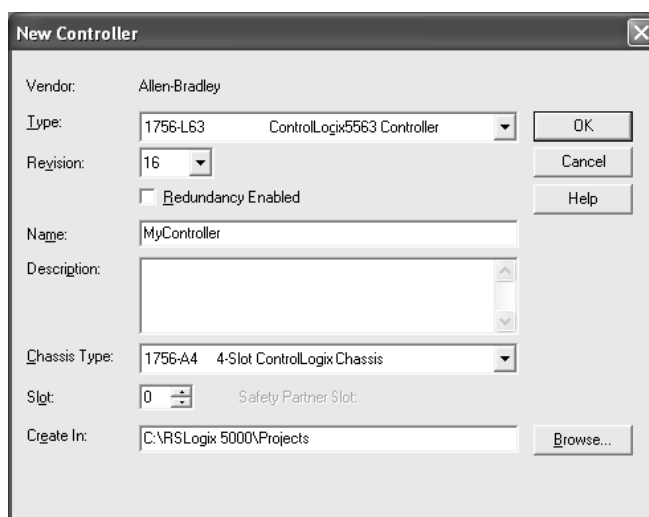 New Controller
Vendor: Allen-Bradley
Type: 1756-L63 ControlLogix5563 Controller OK
Revision: 16 Cancel
Redundancy Enabled Help
Name: MyController
Description:
Chassis Type: 1756-A4 4-Slot ControlLogix Chassis
Slot: 0 Safety Partner Slot:
Create In: C:\RSLogix 5000\Projects Browse...